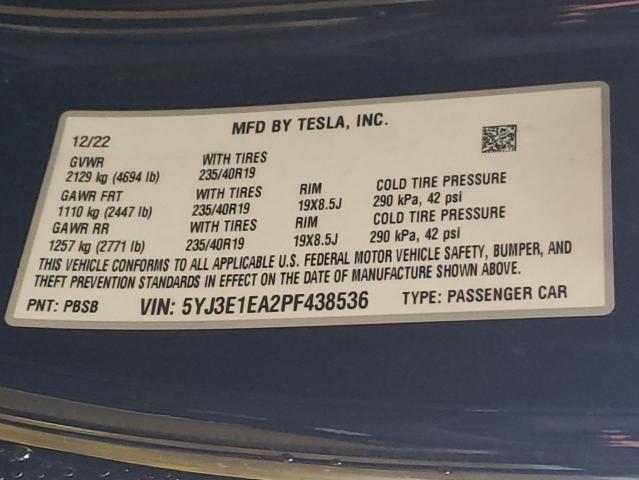 MFD BY TESLA, INC.
12/22
GVWR WITH TIRES
2129 kg (4694 lb) 235/40R19
GAWR FRT WITH TIRES RIM COLD TIRE PRESSURE
1110 kg (2447 lb) 235/40R19 19X8.5J 290 kPa, 42 psi
GAWR RR WITH TIRES RIM COLD TIRE PRESSURE
1257 kg (2771 lb) 235/40R19 19X8.5J 290 kPa, 42 psi
THIS VEHICLE CONFORMS TO ALL APPLICABLE U.S. FEDERAL MOTOR VEHICLE SAFETY, BUMPER, AND
THEFT PREVENTION STANDARDS IN EFFECT ON THE DATE OF MANUFACTURE SHOWN ABOVE.
PNT: PBSB VIN: 5YJ3E1EA2PF438536 TYPE: PASSENGER CAR